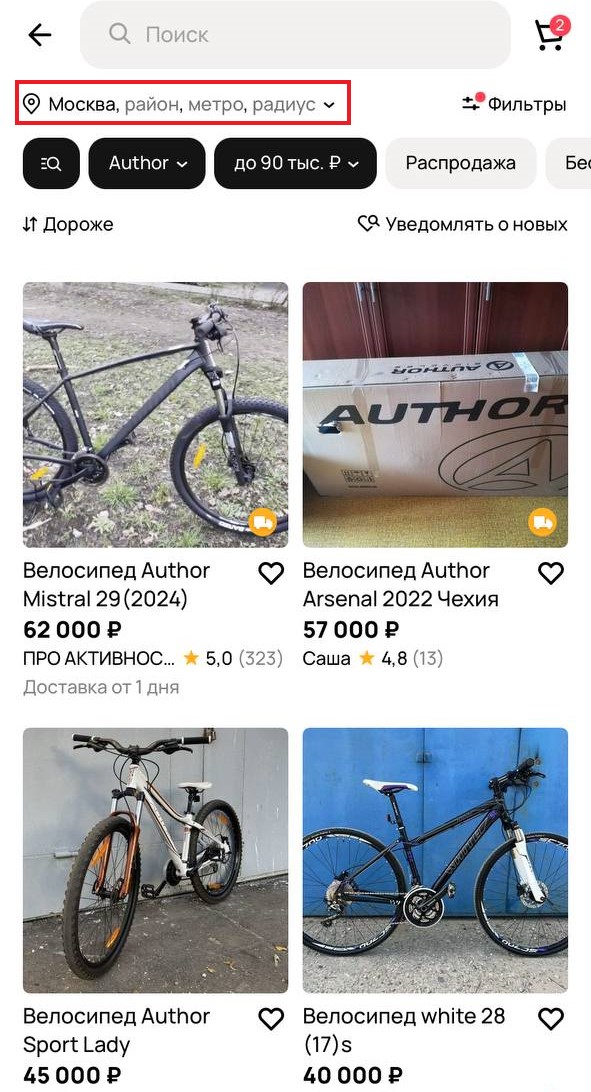 Поиск
2
Москва, район, метро, радиус
Фильтры
Author
до 90 тыс. ₽
Распродажа
Бес
Дороже
Уведомлять о новых
AUTHOR
AUTHOR
Велосипед Author
Mistral 29(2024)
62 000 ₽
ПРО АКТИВНОС... 5,0 (323)
Доставка от 1 дня
Велосипед Author
Arsenal 2022 Чехия
57 000 ₽
Саша 4,8 (13)
Велосипед Author
Sport Lady
45 000 ₽
Велосипед white 28
(17)s
40 000 ₽